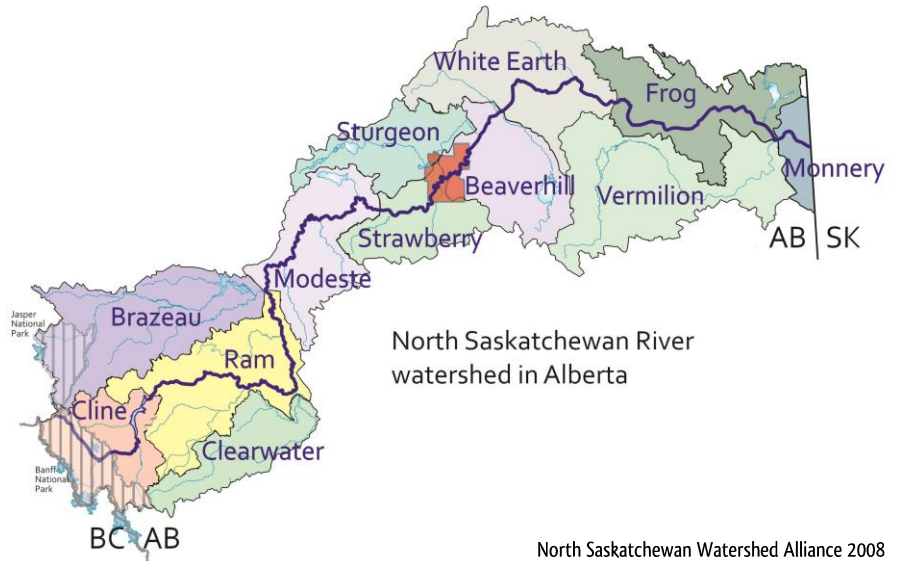 White Earth
Frog
Sturgeon
Monnery
Beaverhill
Vermilion
Strawberry
AB SK
Modeste
Jasper
National
Park
Brazeau
North Saskatchewan River
watershed in Alberta
Ram
Cline
Clearwater
Banff
National
Park
BC AB
North Saskatchewan Watershed Alliance 2008